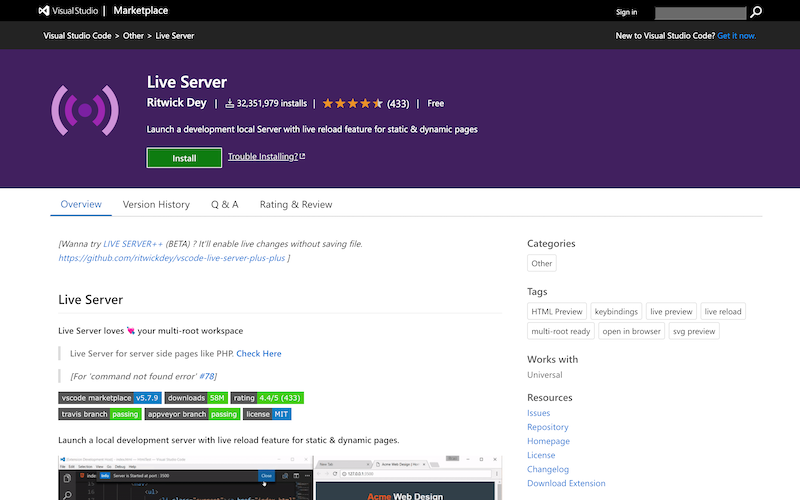 Visual Studio | Marketplace
Sign in
Visual Studio Code > Other > Live Server
New to Visual Studio Code? Get it now.
Live Server
Ritwick Dey | 32,351,979 installs | (433) | Free
Launch a development local Server with live reload feature for static & dynamic pages
Install
Trouble Installing?
Overview
Version History
Q & A
Rating & Review
[Wanna try LIVE SERVER++ (BETA) ? It'll enable live changes without saving file.
https://github.com/ritwickdey/vscode-live-server-plus-plus ]
Live Server
Live Server loves 💘 your multi-root workspace
Live Server for server side pages like PHP. Check Here
[For 'command not found error' #78]
vscode marketplace v5.7.9 downloads 58M rating 4.4/5 (433)
travis branch passing appveyor branch passing license MIT
Launch a local development server with live reload feature for static & dynamic pages.
Server is Started at port : 3500
Close
Acme Web Design
Categories
Other
Tags
HTML Preview keybindings live preview live reload
multi-root ready open in browser svg preview
Works with
Universal
Resources
Issues
Repository
Homepage
License
Changelog
Download Extension